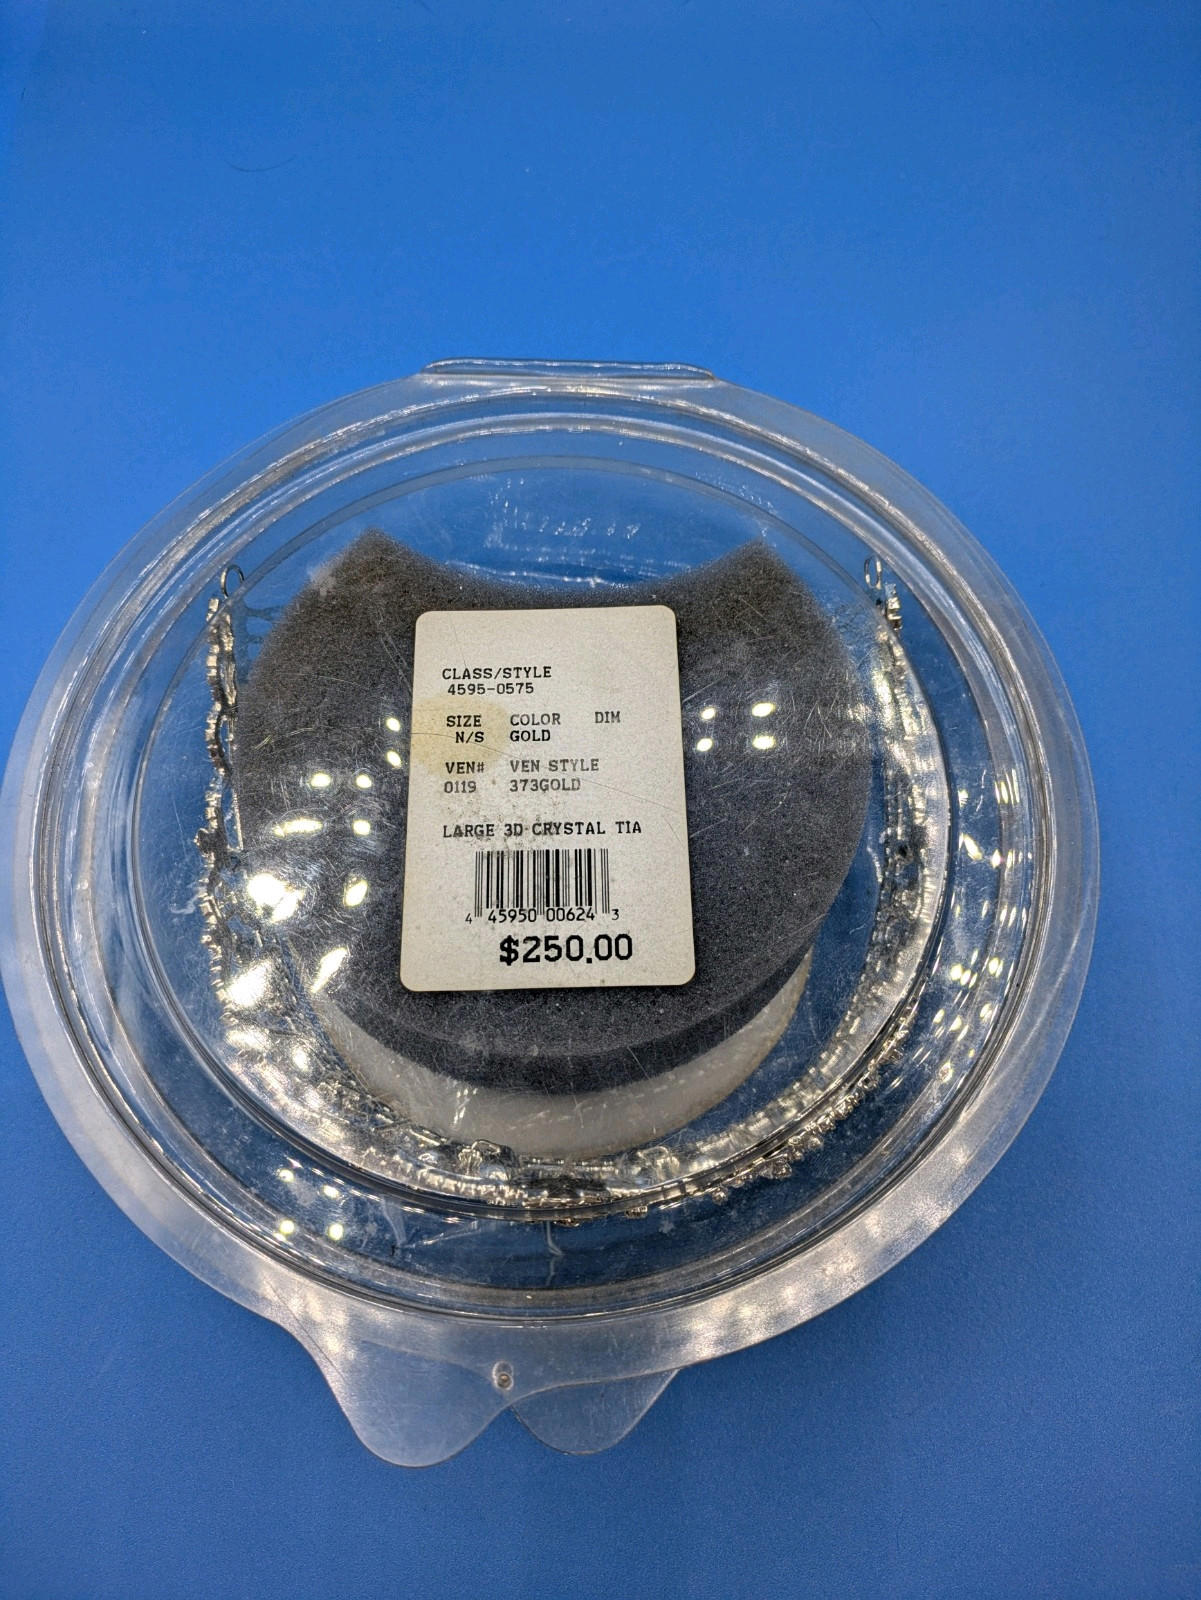 CLASS/STYLE
4595-0575
SIZE COLOR DIM
N/S GOLD
VEN# VEN STYLE
0119 373GOLD
LARGE 3D CRYSTAL TIA
4 45950 00624 3
$250.00